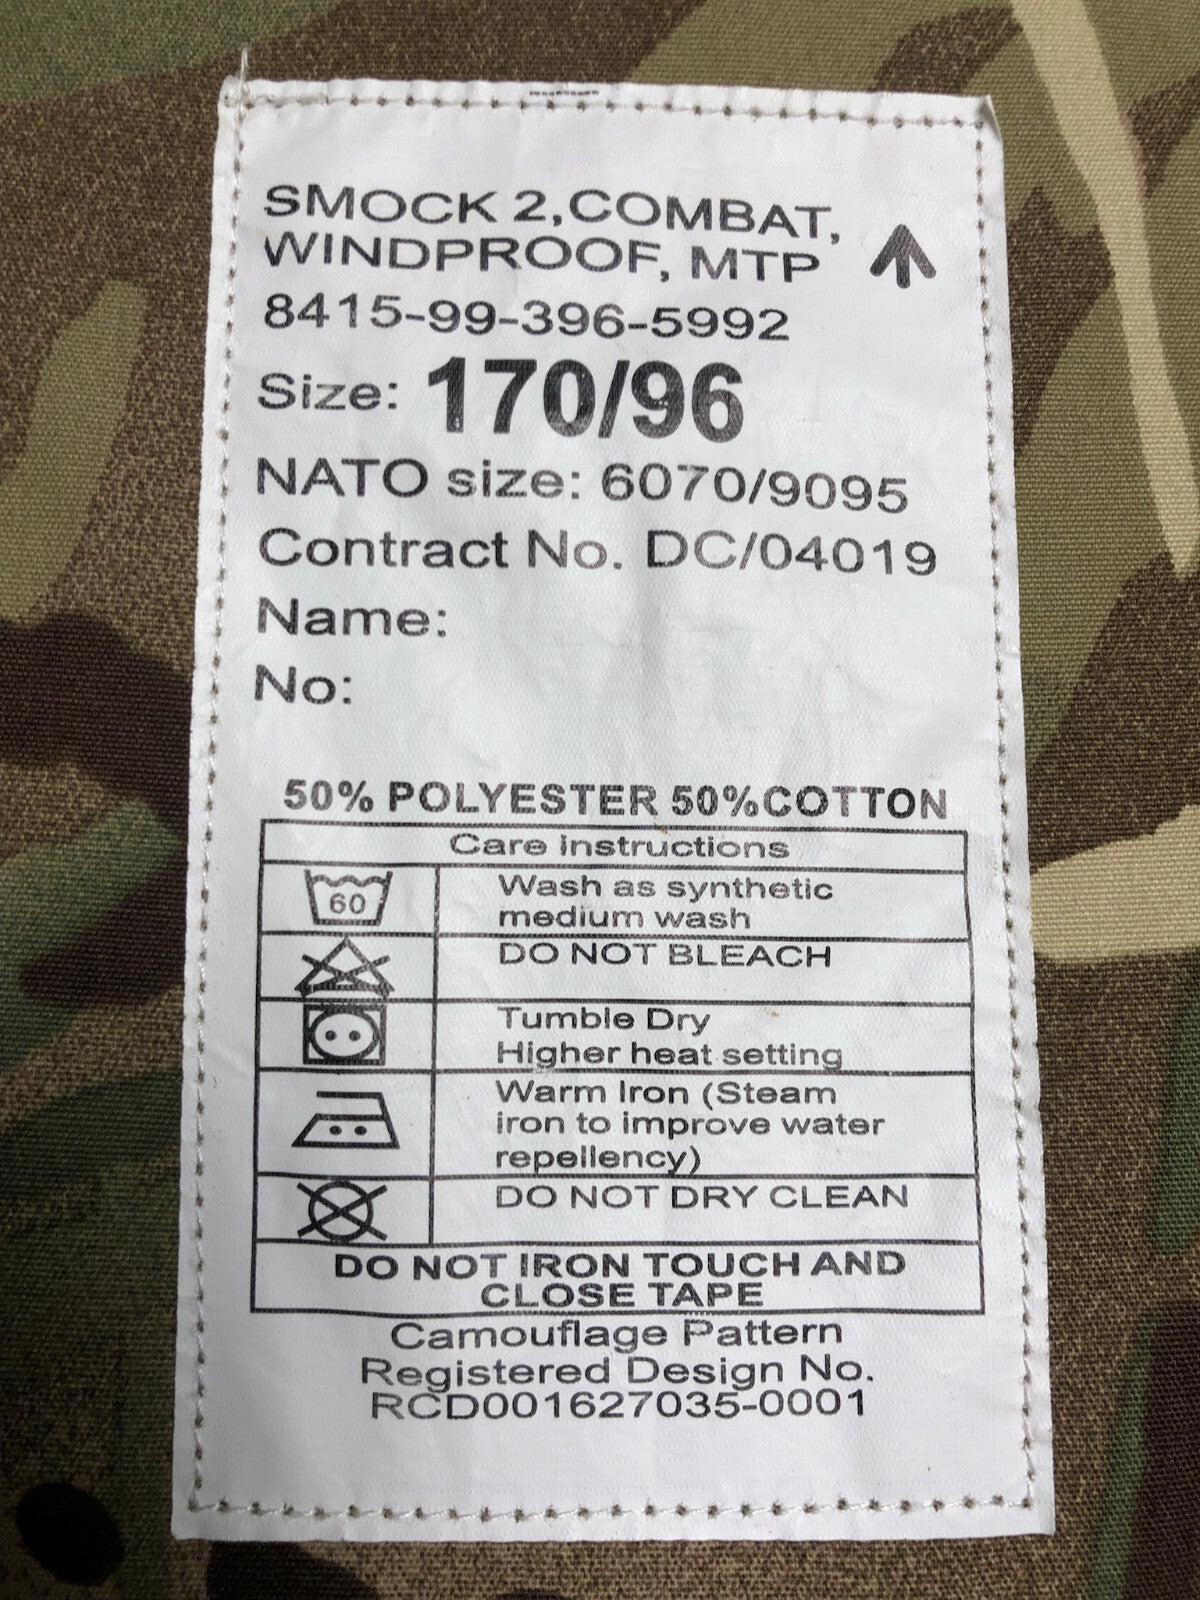 SMOCK 2,COMBAT,
WINDPROOF, MTP
8415-99-396-5992
Size: 170/96
NATO size: 6070/9095
Contract No. DC/04019
Name:
No:
50% POLYESTER 50%COTTON
Care instructions
60
Wash as synthetic
medium wash
DO NOT BLEACH
Tumble Dry
Higher heat setting
Warm Iron (Steam
iron to improve water
repellency)
DO NOT DRY CLEAN
DO NOT IRON TOUCH AND
CLOSE TAPE
Camouflage Pattern
Registered Design No.
RCD001627035-0001